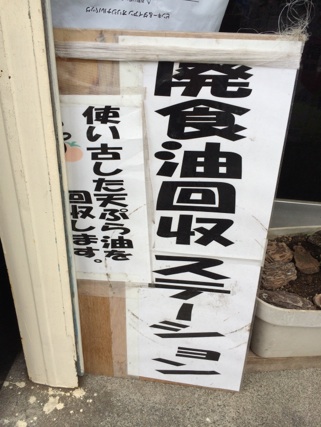 廃食油回収ステーション
使い古した天ぷら油を
回収します。